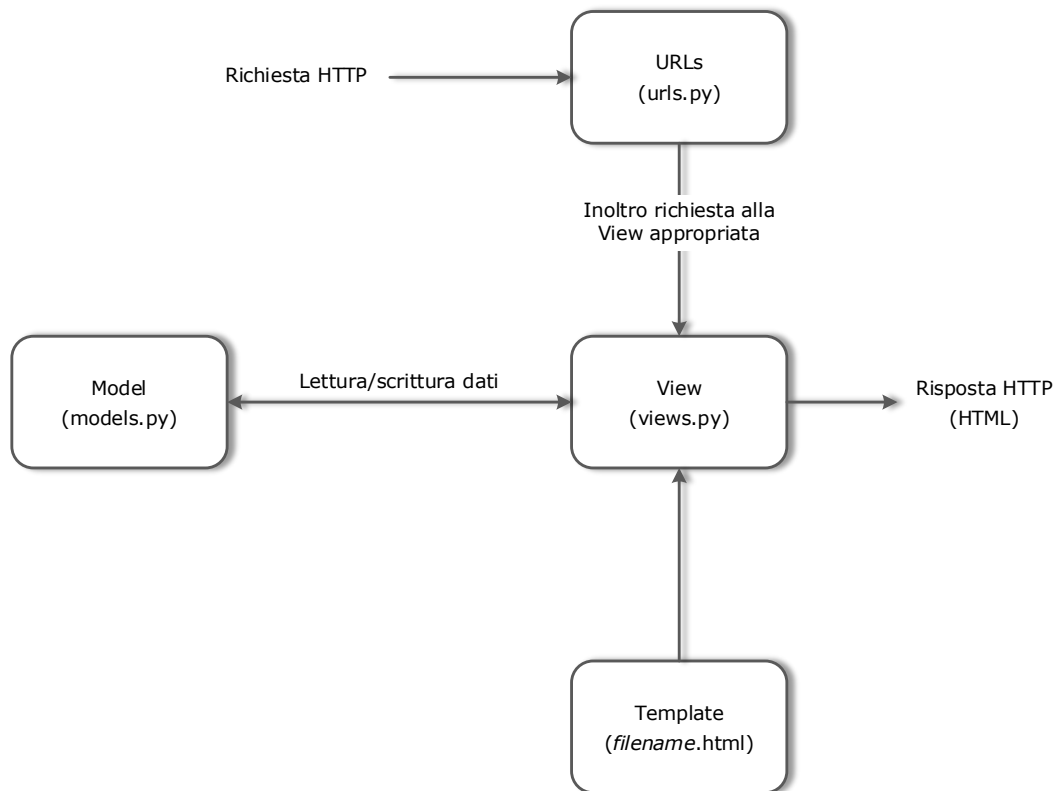 URLs
(urls.py)
Richiesta HTTP
Inoltro richiesta alla
View appropriata
Model
(models.py)
Lettura/scrittura dati
View
(views.py)
Risposta HTTP
(HTML)
Template
(filename.html)